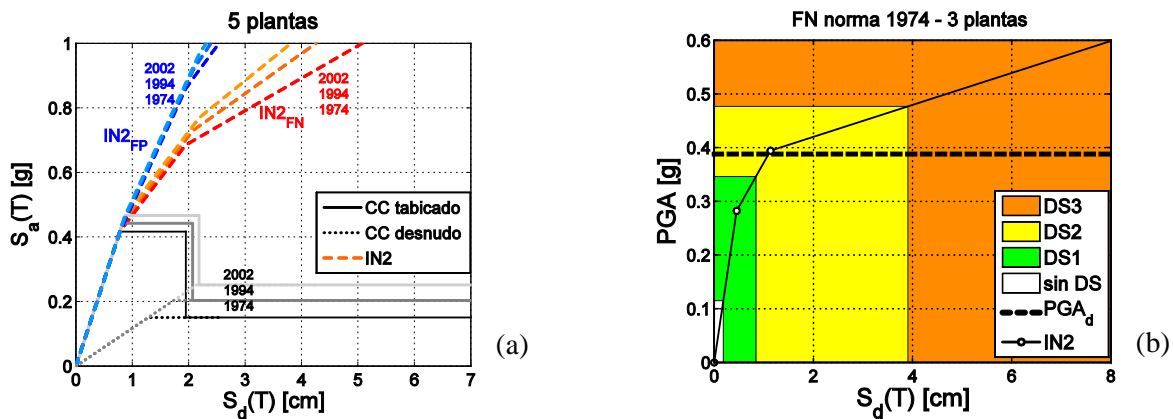 5 plantas
S_a(T) [g]
1
0.8
0.6
0.4
0.2
0
2002
1994
1974
IN2_FP
IN2_FN
2002
1994
1974
CC tabicado
CC desnudo
IN2
2002
1994
1974
0 1 2 3 4 5 6 7
S_d(T) [cm]
(a)
FN norma 1974 - 3 plantas
PGA [g]
0.6
0.5
0.4
0.3
0.2
0.1
0
DS3
DS2
DS1
sin DS
PGA_d
IN2
0 2 4 6 8
S_d(T) [cm]
(b)